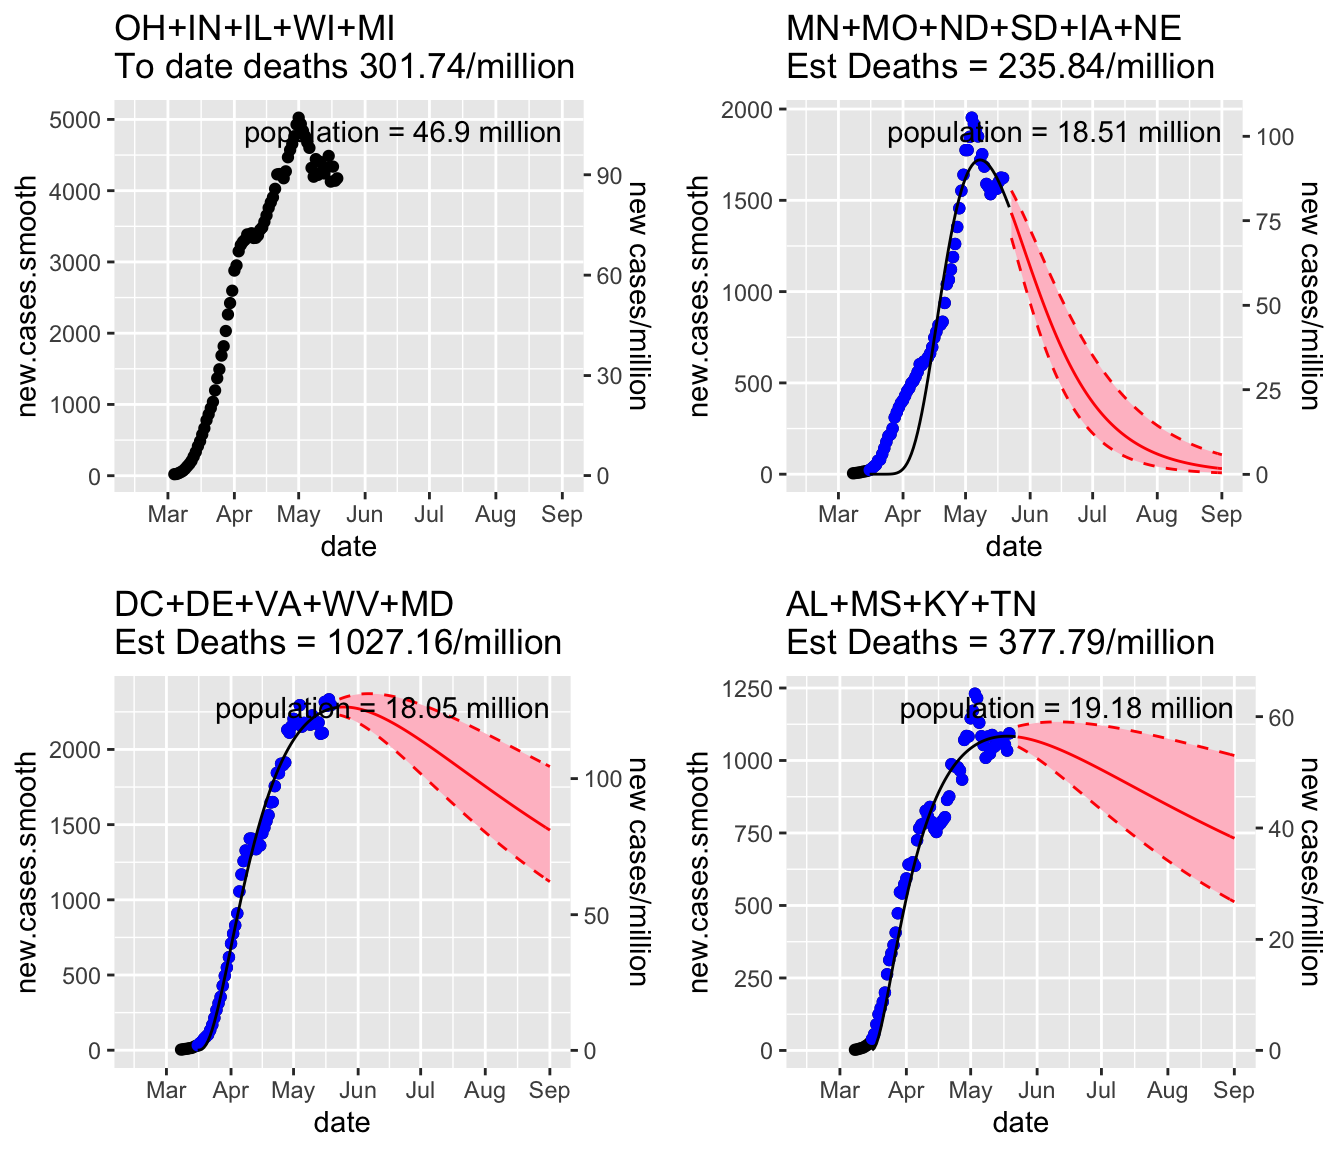 OH+IN+IL+WI+MI
To date deaths 301.74/million
population = 46.9 million
5000
4000
3000
2000
1000
0
new.cases.smooth
90
60
30
0
new cases/million
Mar Apr May Jun Jul Aug Sep
date
MN+MO+ND+SD+IA+NE
Est Deaths = 235.84/million
population = 18.51 million
2000
1500
1000
500
0
new.cases.smooth
100
75
50
25
0
new cases/million
Mar Apr May Jun Jul Aug Sep
date
DC+DE+VA+WV+MD
Est Deaths = 1027.16/million
population = 18.05 million
2000
1500
1000
500
0
new.cases.smooth
100
50
0
new cases/million
Mar Apr May Jun Jul Aug Sep
date
AL+MS+KY+TN
Est Deaths = 377.79/million
population = 19.18 million
1250
1000
750
500
250
0
new.cases.smooth
60
40
20
0
new cases/million
Mar Apr May Jun Jul Aug Sep
date